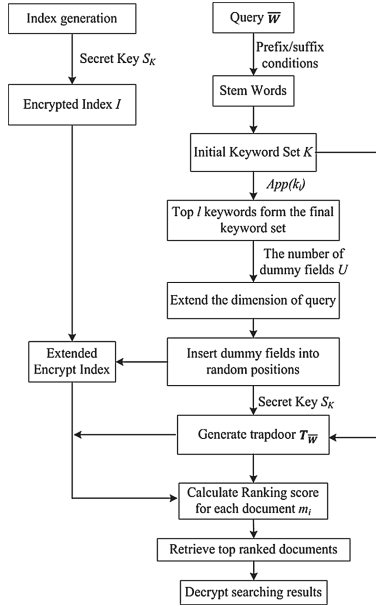 Index generation
Secret Key S_K
Encrypted Index I
Extended
Encrypt Index
Query W̅
Prefix/suffix
conditions
Stem Words
Initial Keyword Set K
App(k_i)
Top l keywords form the final
keyword set
The number of
dummy fields U
Extend the dimension of query
Insert dummy fields into
random positions
Secret Key S_K
Generate trapdoor T_W̅
Calculate Ranking score
for each document m_i
Retrieve top ranked documents
Decrypt searching results